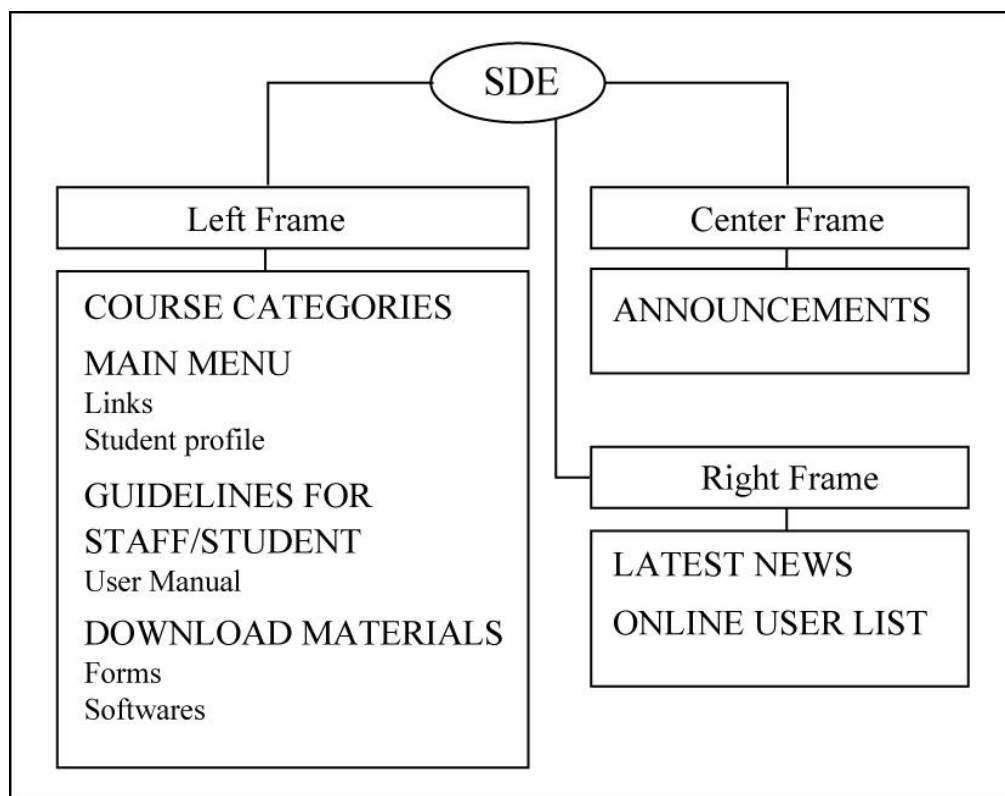 SDE
Left Frame
COURSE CATEGORIES
MAIN MENU
Links
Student profile
GUIDELINES FOR
STAFF/STUDENT
User Manual
DOWNLOAD MATERIALS
Forms
Softwares
Center Frame
ANNOUNCEMENTS
Right Frame
LATEST NEWS
ONLINE USER LIST